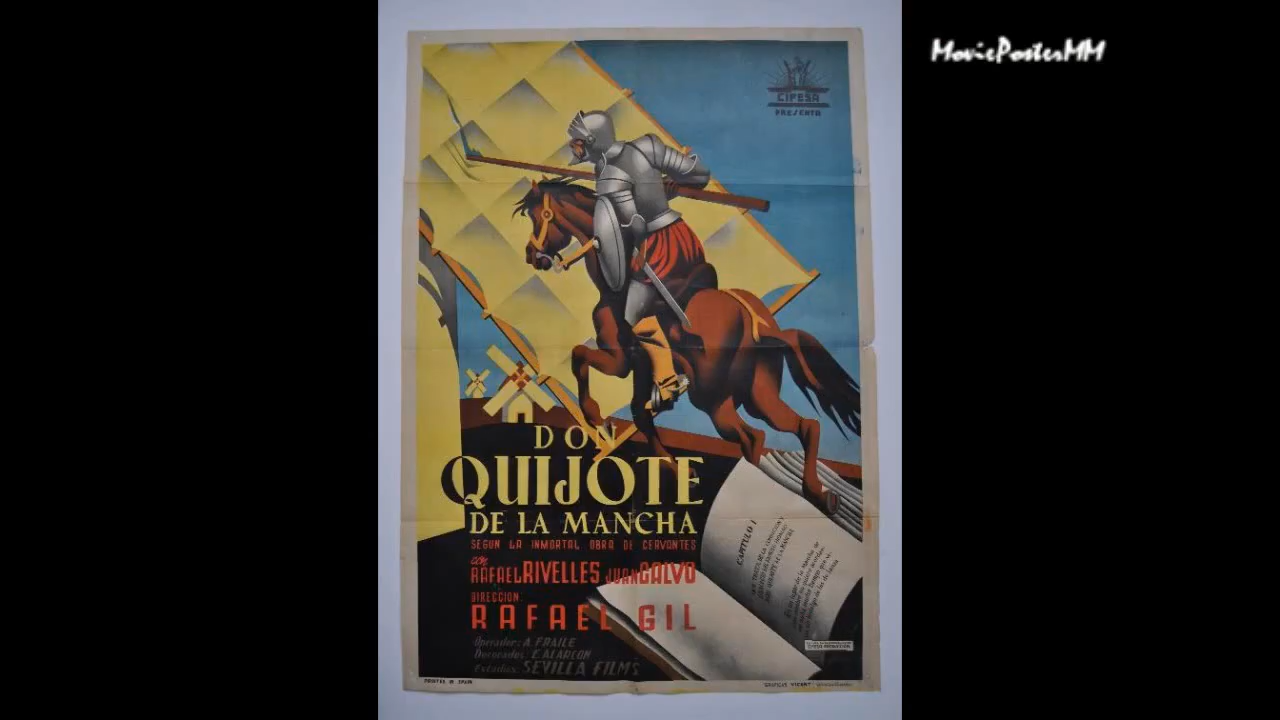 MoviePosterMM
CIFESA
PRESENTA
DON
QUIJOTE
DE LA MANCHA
SEGUN LA INMORTAL OBRA DE CERVANTES
con
RAFAEL RIVELLES JUAN CALVO
DIRECCION:
RAFAEL GIL
Operador: A. FRAILE
Decorados: E. ALARCON
Estudios: SEVILLA FILMS
CAPITULO I
PRINTED IN SPAIN